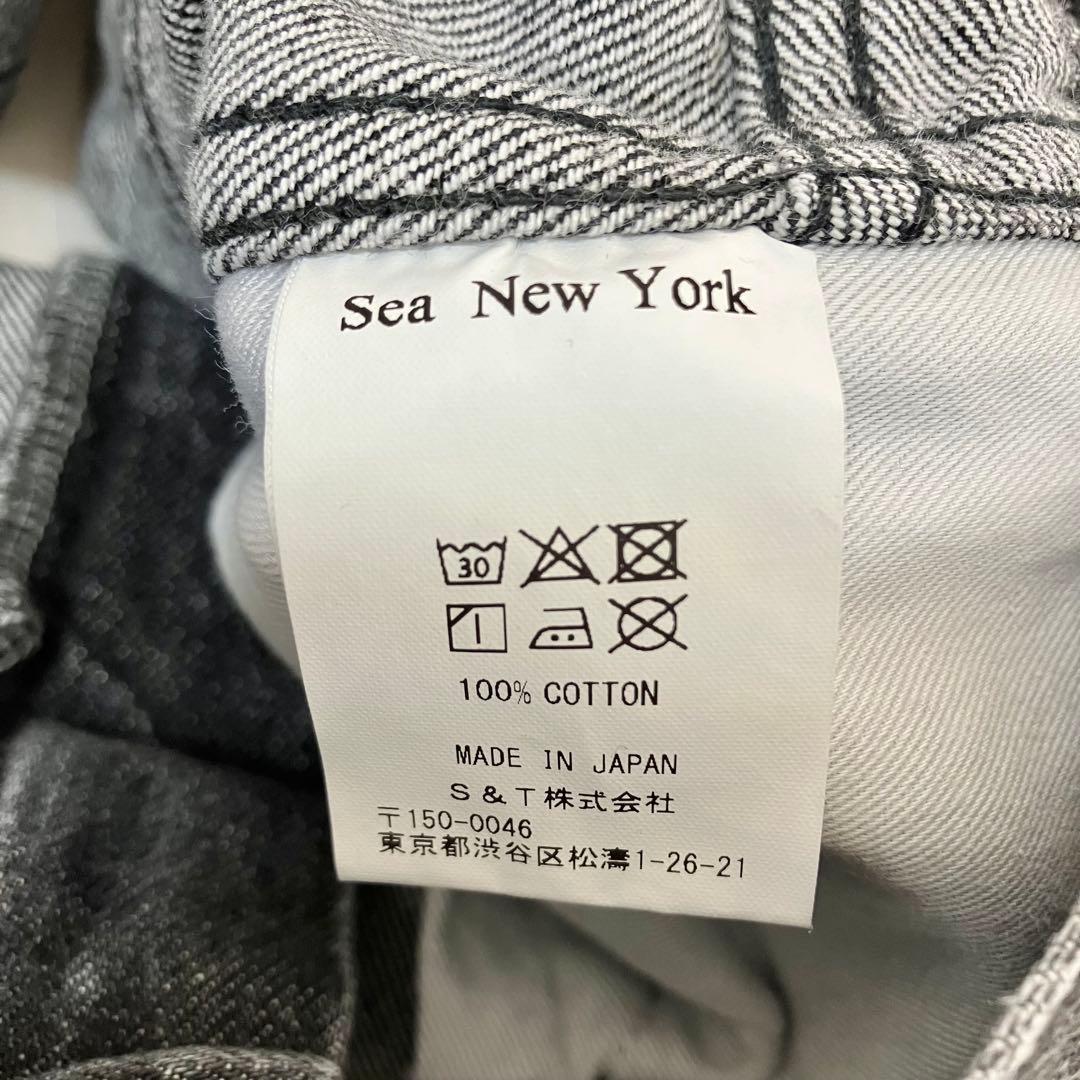 Sea New York
30
100% COTTON
MADE IN JAPAN
S&T株式会社
〒150-0046
東京都渋谷区松濤1-26-21